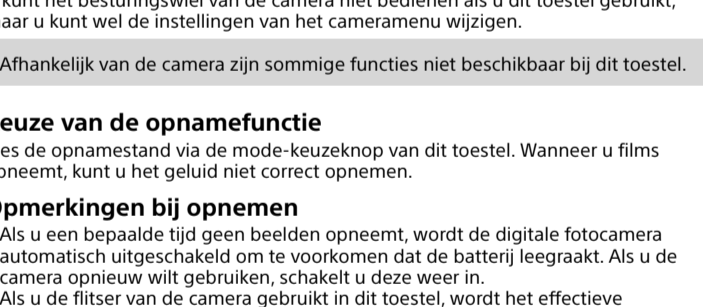 kunt het besturingswiel van de camera niet bedienen als u dit toestel gebruikt,
aar u kunt wel de instellingen van het cameramenu wijzigen.
Afhankelijk van de camera zijn sommige functies niet beschikbaar bij dit toestel.
euze van de opnamefunctie
es de opnamestand via de mode-keuzeknop van dit toestel. Wanneer u films
pneemt, kunt u het geluid niet correct opnemen.
pmerkingen bij opnemen
Als u een bepaalde tijd geen beelden opneemt, wordt de digitale fotocamera
automatisch uitgeschakeld om te voorkomen dat de batterij leegraakt. Als u de
camera opnieuw wilt gebruiken, schakelt u deze weer in.
Als u de flitser van de camera gebruikt in dit toestel, wordt het effectieve